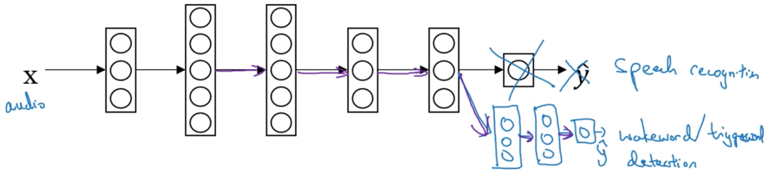 x
audio
ŷ
Speech recognition
ŷ
wakeword/triggerword
detection